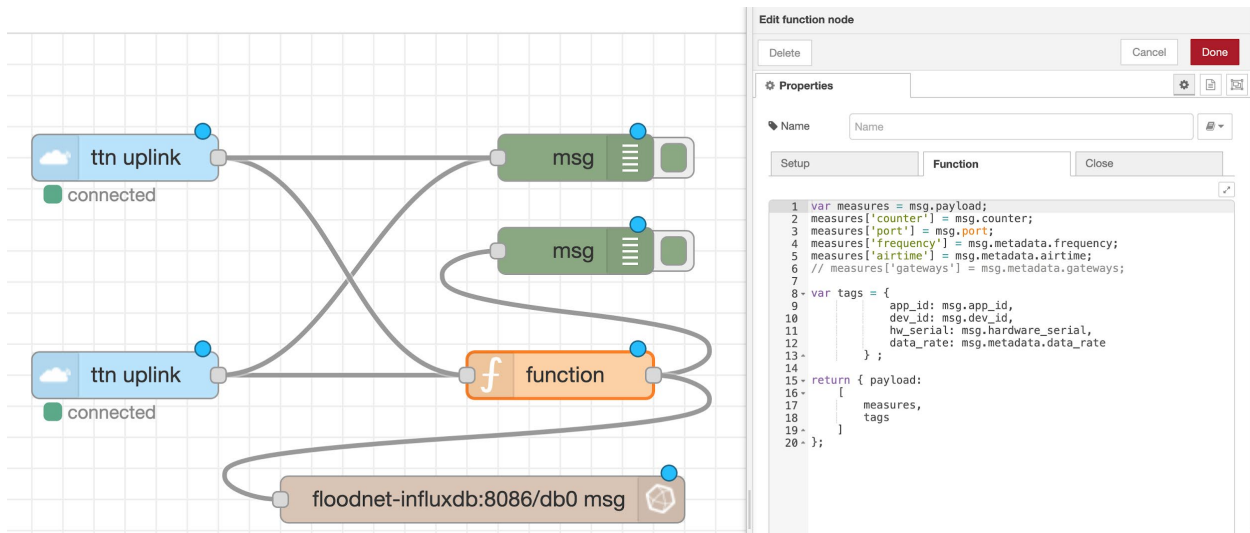 ttn uplink
connected
msg
msg
ttn uplink
connected
function
floodnet-influxdb:8086/db0 msg
Edit function node
Delete
Cancel
Done
Properties
Name
Name
Setup
Function
Close
1 var measures = msg.payload;
2 measures['counter'] = msg.counter;
3 measures['port'] = msg.port;
4 measures['frequency'] = msg.metadata.frequency;
5 measures['airtime'] = msg.metadata.airtime;
6 // measures['gateways'] = msg.metadata.gateways;
7
8 var tags = {
9 app_id: msg.app_id,
10 dev_id: msg.dev_id,
11 hw_serial: msg.hardware_serial,
12 data_rate: msg.metadata.data_rate
13 } ;
14
15 return { payload:
16 [
17 measures,
18 tags
19 ]
20 };